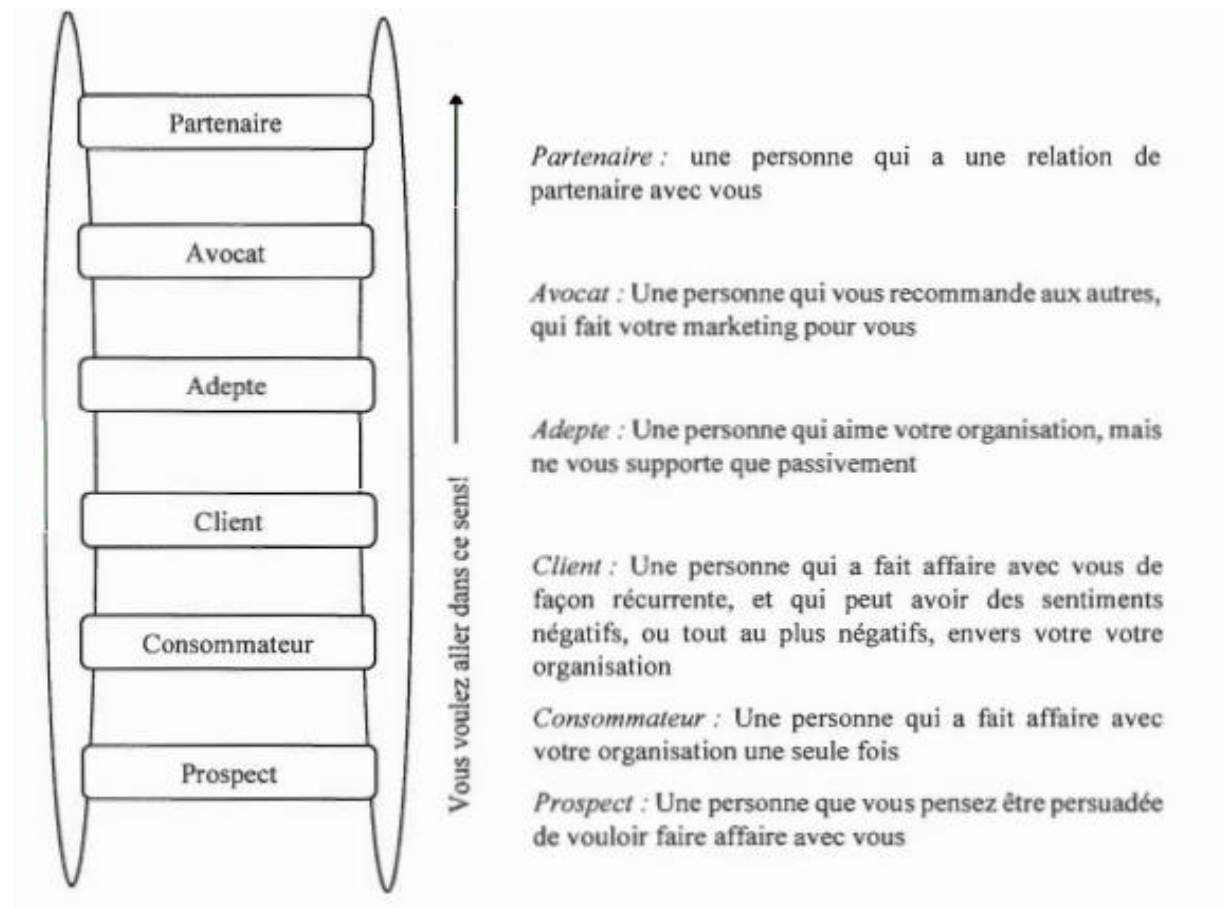 Partenaire
Avocat
Adepte
Client
Consommateur
Prospect
Vous voulez aller dans ce sens!
Partenaire : une personne qui a une relation de
partenaire avec vous
Avocat : Une personne qui vous recommande aux autres,
qui fait votre marketing pour vous
Adepte : Une personne qui aime votre organisation, mais
ne vous supporte que passivement
Client : Une personne qui a fait affaire avec vous de
façon récurrente, et qui peut avoir des sentiments
négatifs, ou tout au plus négatifs, envers votre votre
organisation
Consommateur : Une personne qui a fait affaire avec
votre organisation une seule fois
Prospect : Une personne que vous pensez être persuadée
de vouloir faire affaire avec vous